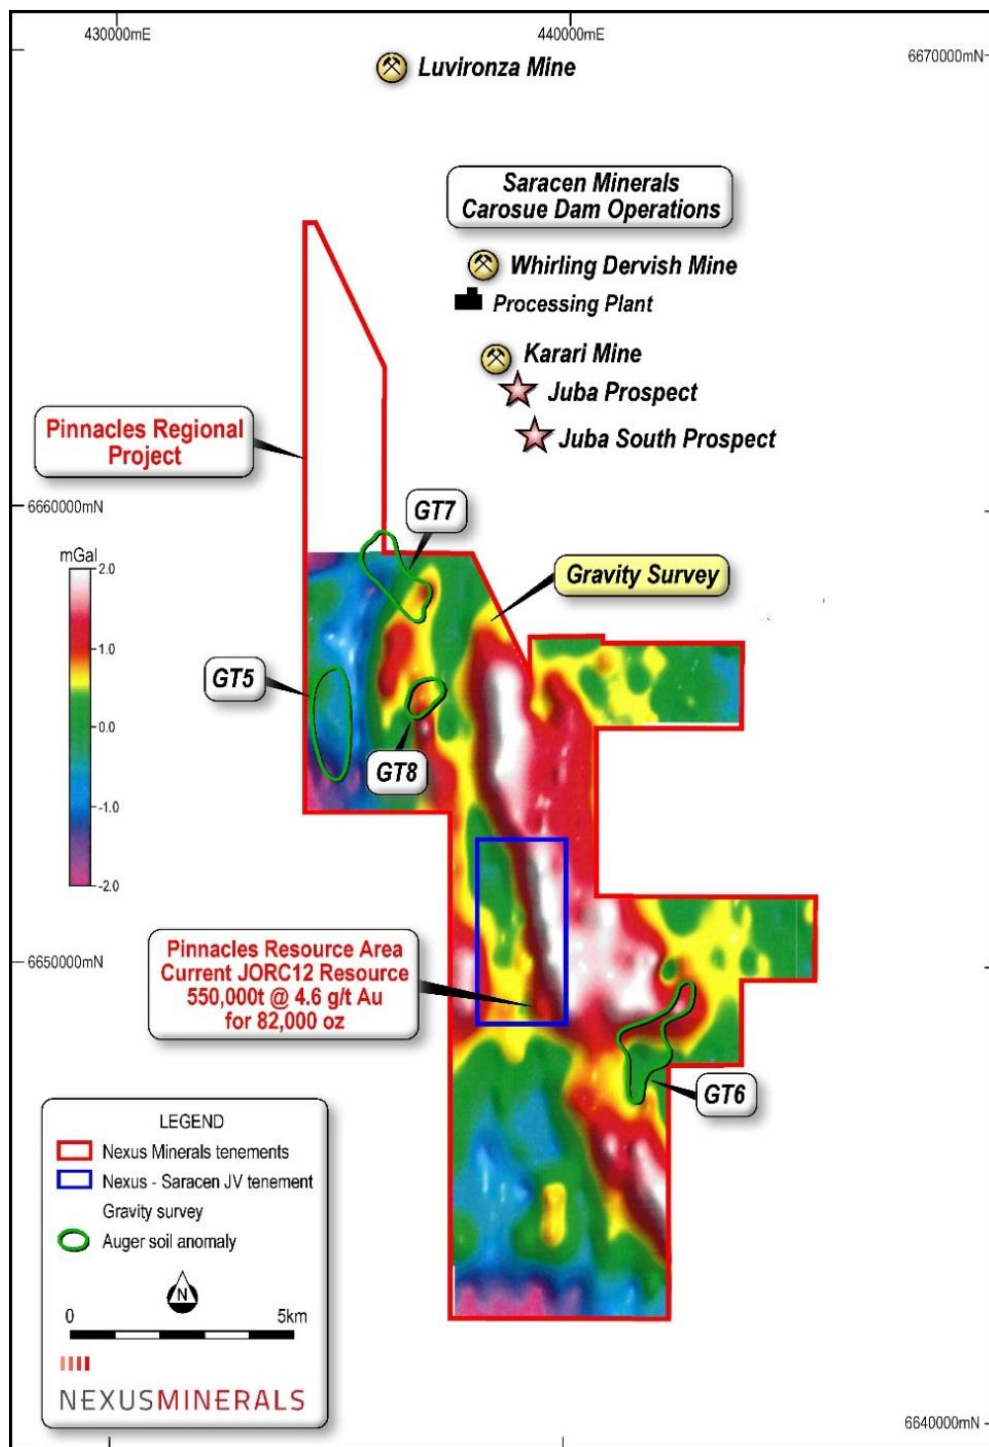 430000mE
440000mE
6670000mN
Luvironza Mine
Saracen Minerals
Carosue Dam Operations
Whirling Dervish Mine
Processing Plant
Karari Mine
Juba Prospect
Juba South Prospect
Pinnacles Regional
Project
6660000mN
GT7
mGal
2.0
1.0
0.0
-1.0
-2.0
Gravity Survey
GT5
GT8
Pinnacles Resource Area
Current JORC12 Resource
550,000t @ 4.6 g/t Au
for 82,000 oz
6650000mN
GT6
LEGEND
Nexus Minerals tenements
Nexus - Saracen JV tenement
Gravity survey
Auger soil anomaly
N
0 5km
NEXUSMINERALS
6640000mN